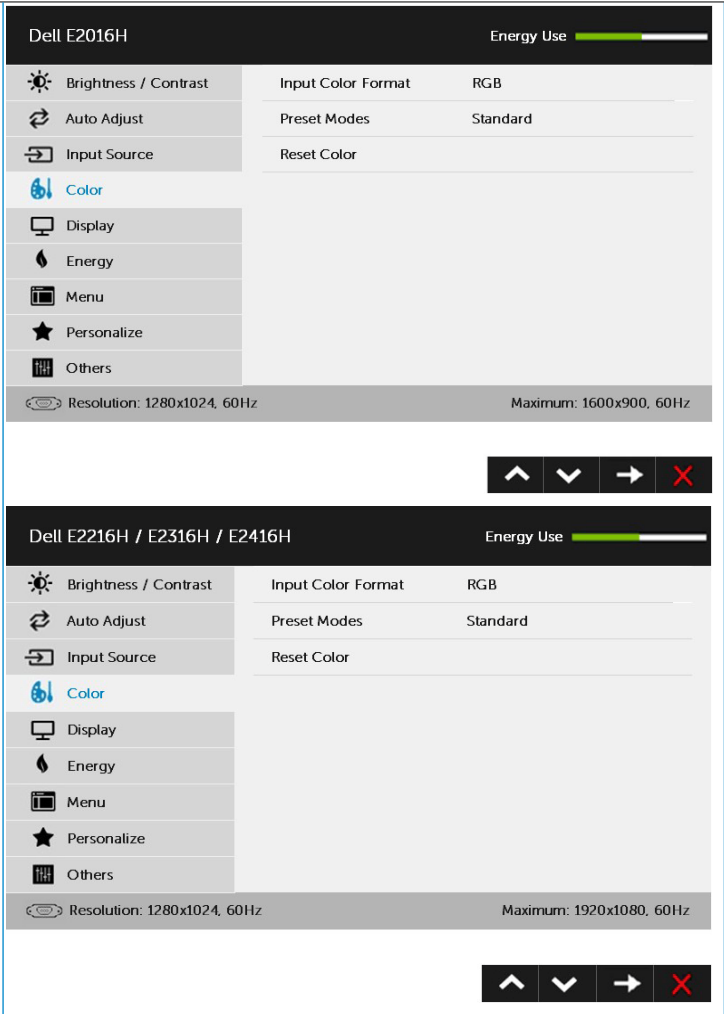 Dell E2016H Energy Use
Brightness / Contrast Input Color Format RGB
Auto Adjust Preset Modes Standard
Input Source Reset Color
Color
Display
Energy
Menu
Personalize
Others
Resolution: 1280x1024, 60Hz Maximum: 1600x900, 60Hz
Dell E2216H / E2316H / E2416H Energy Use
Brightness / Contrast Input Color Format RGB
Auto Adjust Preset Modes Standard
Input Source Reset Color
Color
Display
Energy
Menu
Personalize
Others
Resolution: 1280x1024, 60Hz Maximum: 1920x1080, 60Hz